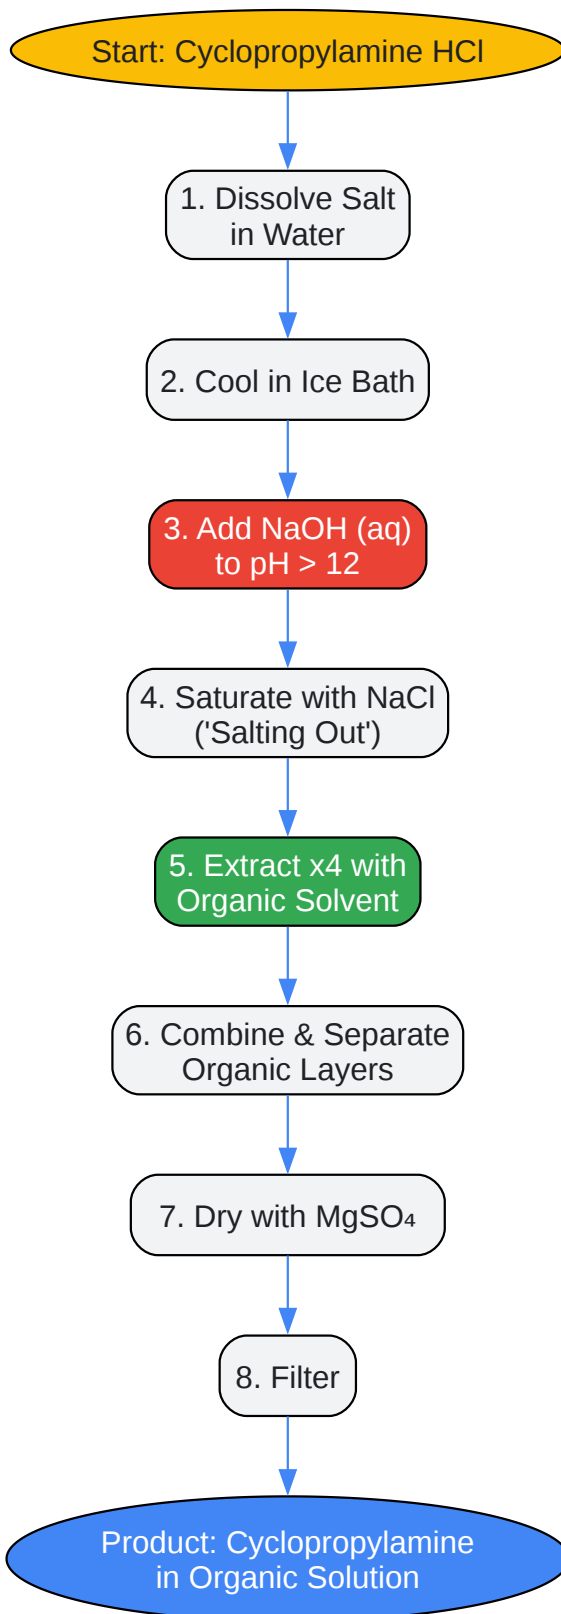 Start: Cyclopropylamine HCl
1. Dissolve Salt
in Water
2. Cool in Ice Bath
3. Add NaOH (aq)
to pH > 12
4. Saturate with NaCl
('Salting Out')
5. Extract x4 with
Organic Solvent
6. Combine & Separate
Organic Layers
7. Dry with MgSO₄
8. Filter
Product: Cyclopropylamine
in Organic Solution